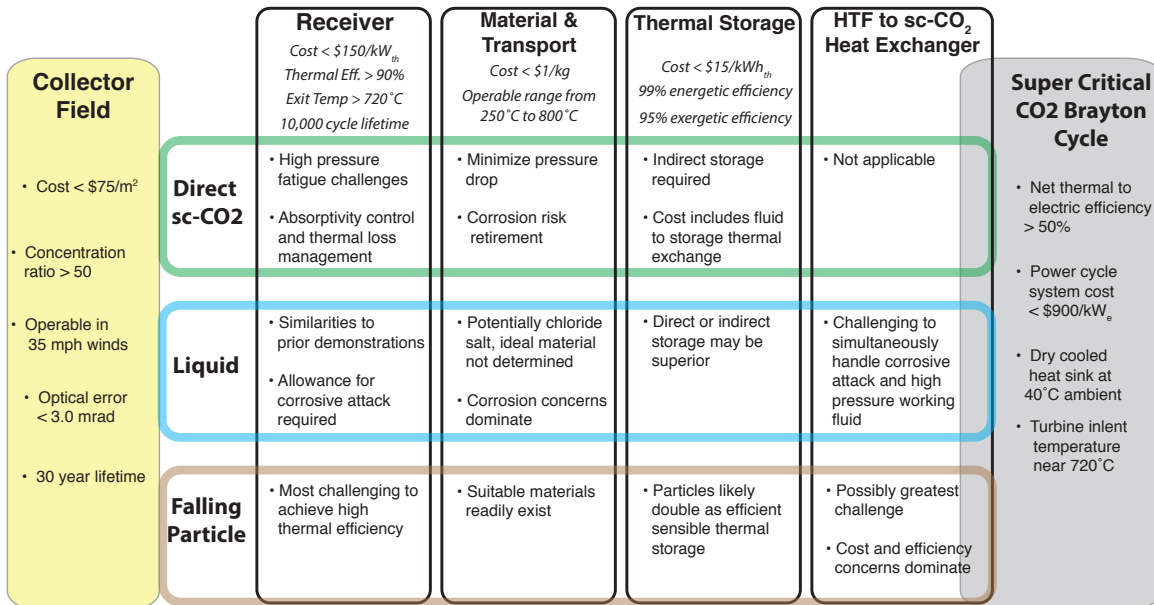 Collector
Field
• Cost < $75/m²
• Concentration
ratio > 50
• Operable in
35 mph winds
• Optical error
< 3.0 mrad
• 30 year lifetime
Receiver
Cost < $150/kWth
Thermal Eff. > 90%
Exit Temp > 720˚C
10,000 cycle lifetime
Material &
Transport
Cost < $1/kg
Operable range from
250˚C to 800˚C
Thermal Storage
Cost < $15/kWhth
99% energetic efficiency
95% exergetic efficiency
HTF to sc-CO₂
Heat Exchanger
Direct
sc-CO2
• High pressure
fatigue challenges
• Absorptivity control
and thermal loss
management
• Minimize pressure
drop
• Corrosion risk
retirement
• Indirect storage
required
• Cost includes fluid
to storage thermal
exchange
• Not applicable
Liquid
• Similarities to
prior demonstrations
• Allowance for
corrosive attack
required
• Potentially chloride
salt, ideal material
not determined
• Corrosion concerns
dominate
• Direct or indirect
storage may be
superior
• Challenging to
simultaneously
handle corrosive
attack and high
pressure working
fluid
Falling
Particle
• Most challenging to
achieve high
thermal efficiency
• Suitable materials
readily exist
• Particles likely
double as efficient
sensible thermal
storage
• Possibly greatest
challenge
• Cost and efficiency
concerns dominate
Super Critical
CO2 Brayton
Cycle
• Net thermal to
electric efficiency
> 50%
• Power cycle
system cost
< $900/kWe
• Dry cooled
heat sink at
40˚C ambient
• Turbine inlent
temperature
near 720˚C